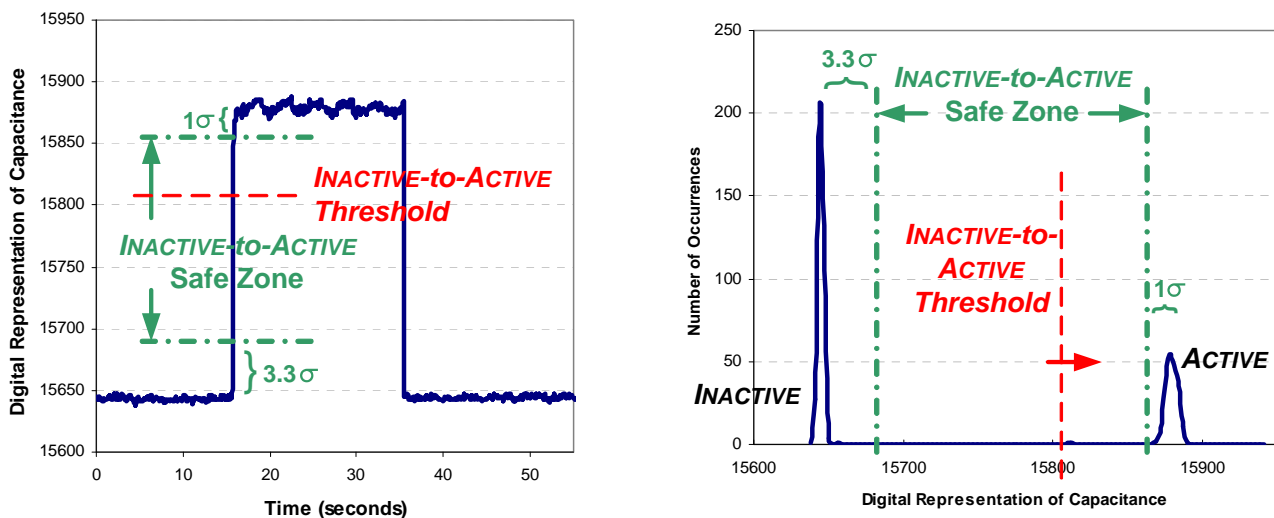 15950
15900
15850
15800
15750
15700
15650
15600
Digital Representation of Capacitance
1σ {
INACTIVE-to-ACTIVE
Threshold
INACTIVE-to-ACTIVE
Safe Zone
} 3.3σ
0 10 20 30 40 50
Time (seconds)
250
200
150
100
50
0
Number of Occurrences
3.3σ
INACTIVE-to-ACTIVE
Safe Zone
INACTIVE-to-
ACTIVE
Threshold
1σ
INACTIVE
ACTIVE
15600 15700 15800 15900
Digital Representation of Capacitance